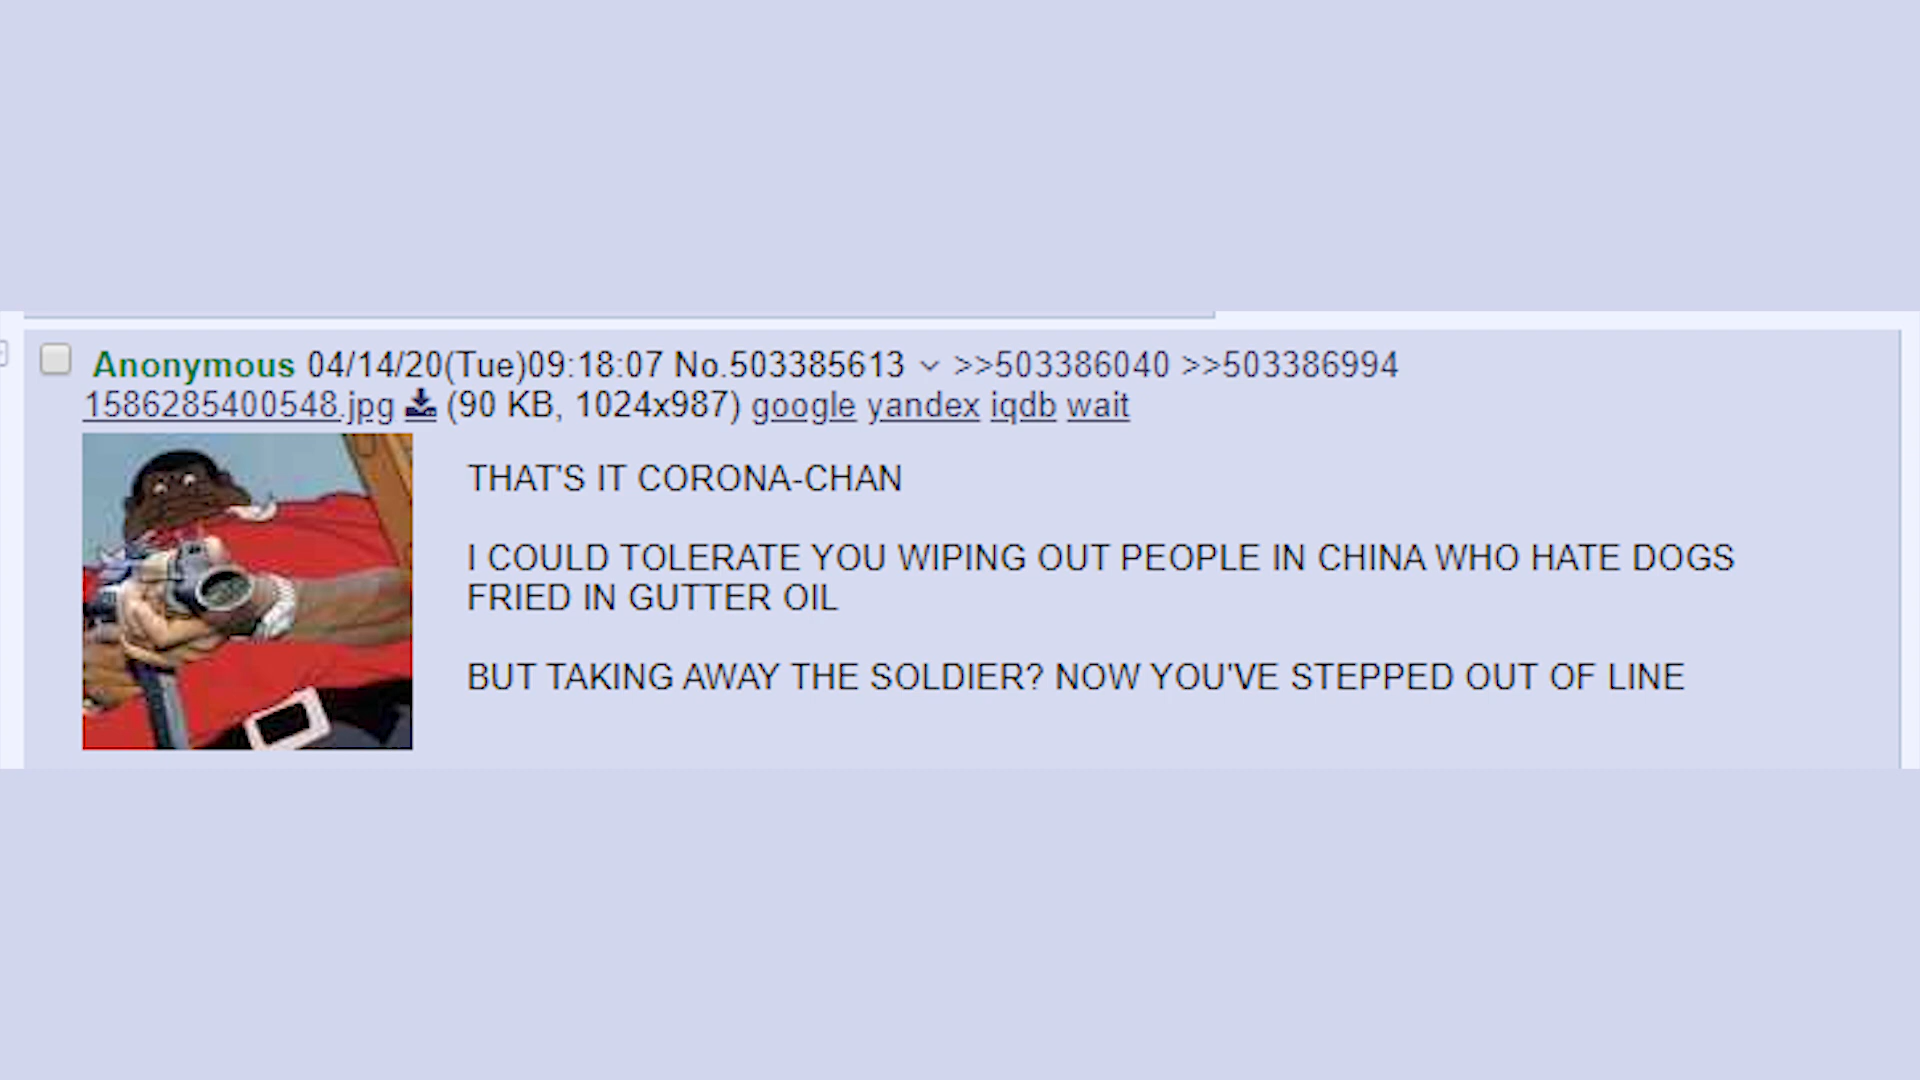 Anonymous 04/14/20(Tue)09:18:07 No.503385613 >>503386040 >>503386994
1586285400548.jpg (90 KB, 1024x987) google yandex iqdb wait
THAT'S IT CORONA-CHAN
I COULD TOLERATE YOU WIPING OUT PEOPLE IN CHINA WHO HATE DOGS
FRIED IN GUTTER OIL
BUT TAKING AWAY THE SOLDIER? NOW YOU'VE STEPPED OUT OF LINE